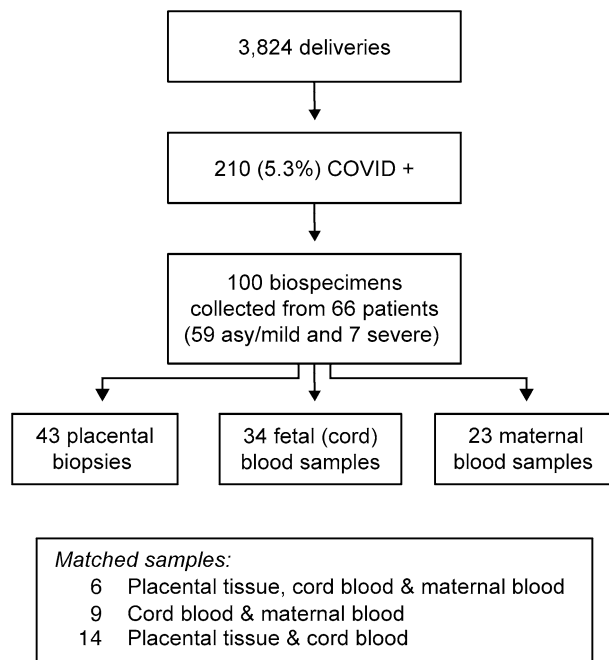 3,824 deliveries
210 (5.3%) COVID +
100 biospecimens
collected from 66 patients
(59 asy/mild and 7 severe)
43 placental
biopsies
34 fetal (cord)
blood samples
23 maternal
blood samples
Matched samples:
6 Placental tissue, cord blood & maternal blood
9 Cord blood & maternal blood
14 Placental tissue & cord blood